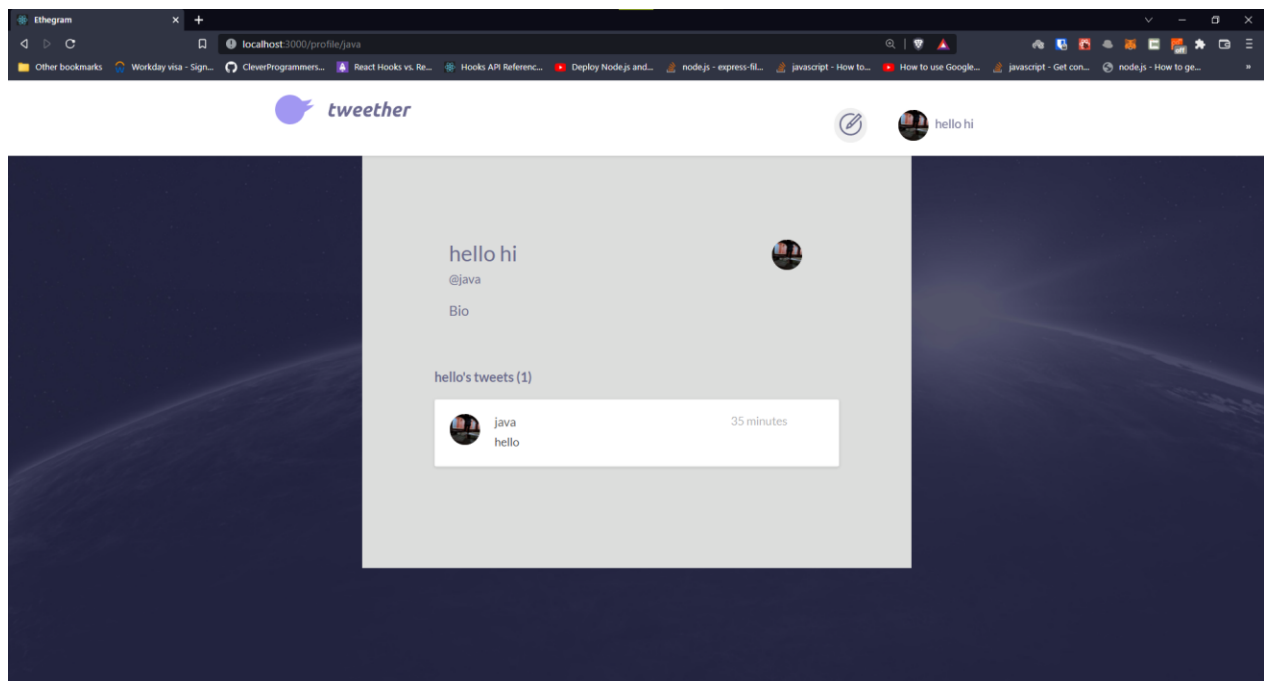 Ethegram
localhost:3000/profile/java
Other bookmarks Workday visa - Sign... CleverProgrammers... React Hooks vs. Re... Hooks API Referenc... Deploy Node.js and... node.js - express-fil... javascript - How to... How to use Google... javascript - Get con... node.js - How to ge... »
tweether
hello hi
hello hi
@java
Bio
hello's tweets (1)
java 35 minutes
hello